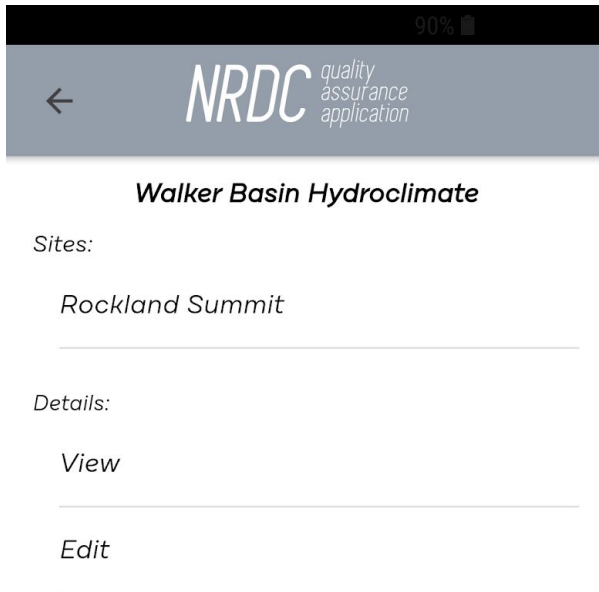 90%
NRDC quality
assurance
application
Walker Basin Hydroclimate
Sites:
Rockland Summit
Details:
View
Edit